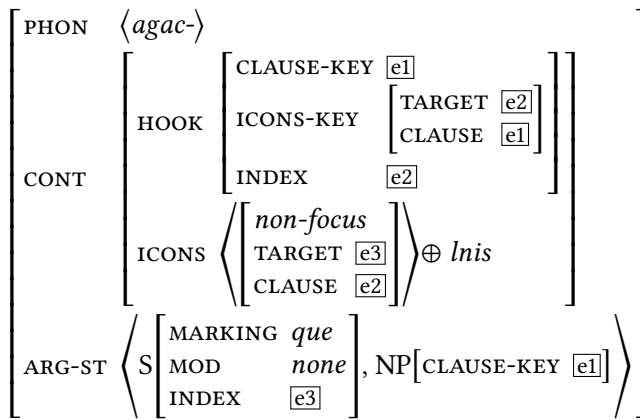 PHON ⟨agac-⟩
CLAUSE-KEY e1
HOOK ICONS-KEY TARGET e2
CLAUSE e1
INDEX e2
CONT
non-focus
ICONS ⟨ TARGET e3 ⟩ ⊕ lnis
CLAUSE e2
MARKING que
ARG-ST ⟨ S[ MOD none ], NP[CLAUSE-KEY e1] ⟩
INDEX e3